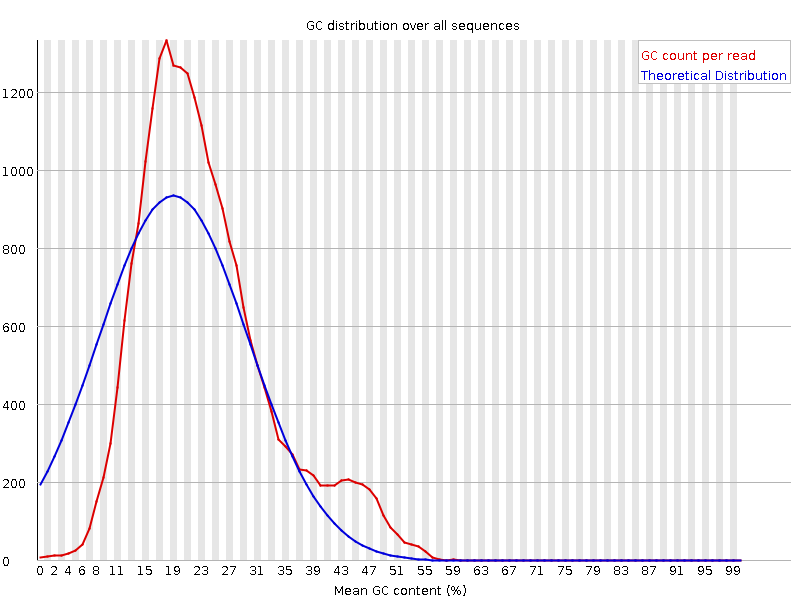 GC distribution over all sequences
GC count per read
Theoretical Distribution
1200
1000
800
600
400
200
0
0 2 4 6 8 11 15 19 23 27 31 35 39 43 47 51 55 59 63 67 71 75 79 83 87 91 95 99
Mean GC content (%)